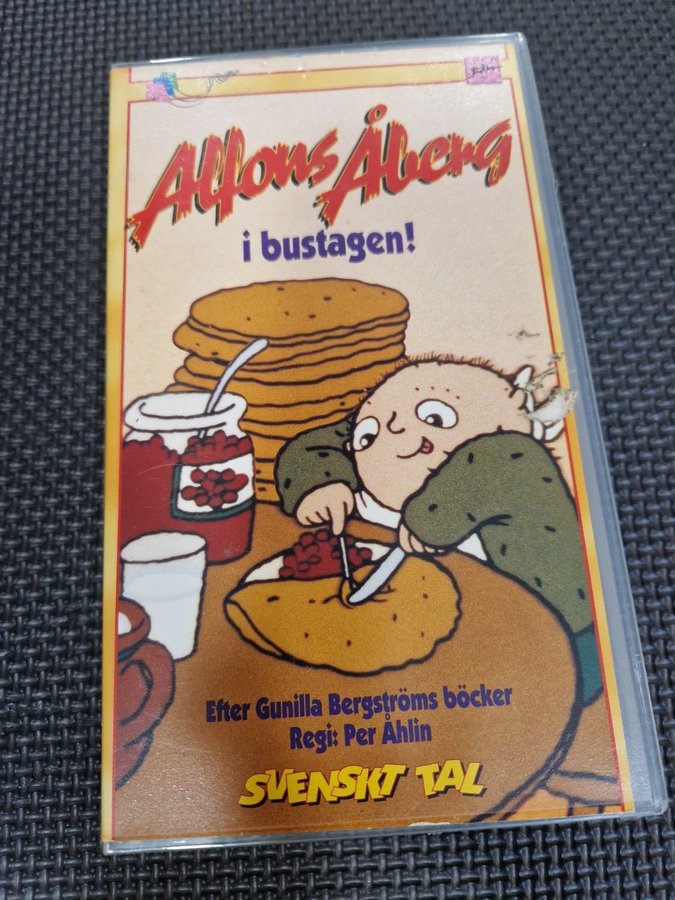 Alfons Åberg
i bustagen!
Efter Gunilla Bergströms böcker
Regi: Per Åhlin
SVENSKT TAL